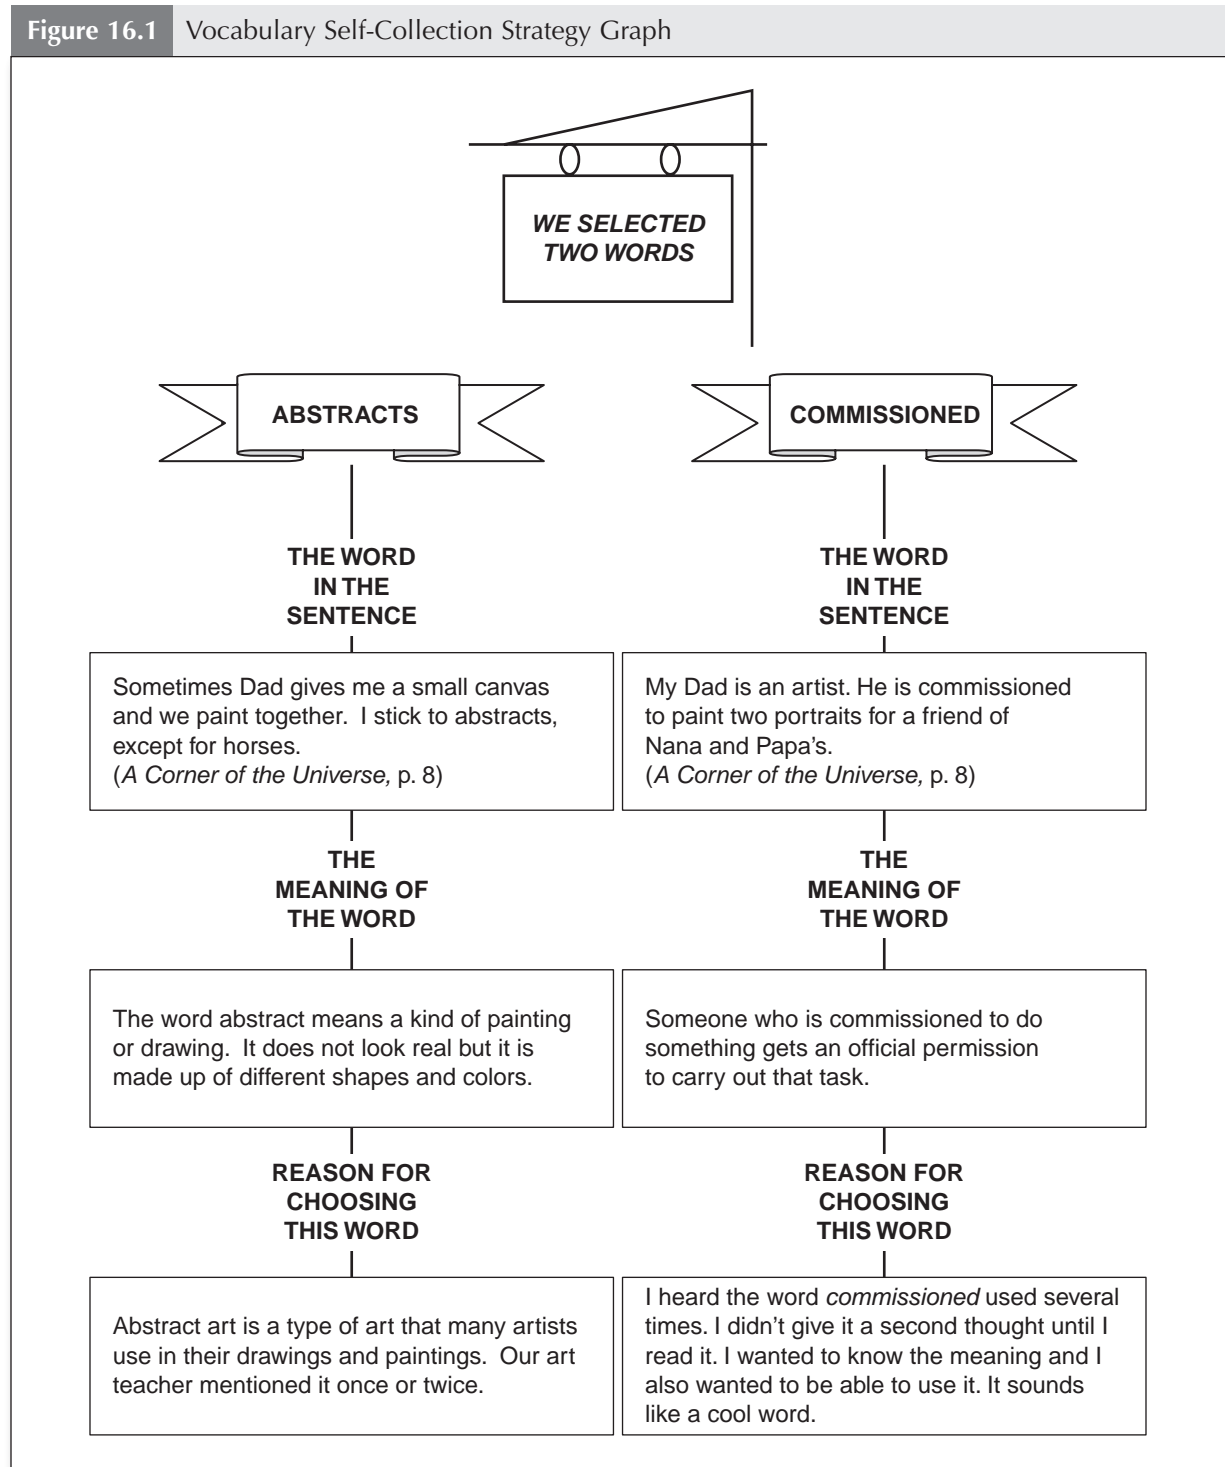 Figure 16.1 Vocabulary Self-Collection Strategy Graph
WE SELECTED
TWO WORDS
ABSTRACTS
THE WORD
IN THE
SENTENCE
Sometimes Dad gives me a small canvas
and we paint together. I stick to abstracts,
except for horses.
(A Corner of the Universe, p. 8)
THE
MEANING OF
THE WORD
The word abstract means a kind of painting
or drawing. It does not look real but it is
made up of different shapes and colors.
REASON FOR
CHOOSING
THIS WORD
Abstract art is a type of art that many artists
use in their drawings and paintings. Our art
teacher mentioned it once or twice.
COMMISSIONED
THE WORD
IN THE
SENTENCE
My Dad is an artist. He is commissioned
to paint two portraits for a friend of
Nana and Papa's.
(A Corner of the Universe, p. 8)
THE
MEANING OF
THE WORD
Someone who is commissioned to do
something gets an official permission
to carry out that task.
REASON FOR
CHOOSING
THIS WORD
I heard the word commissioned used several
times. I didn't give it a second thought until I
read it. I wanted to know the meaning and I
also wanted to be able to use it. It sounds
like a cool word.